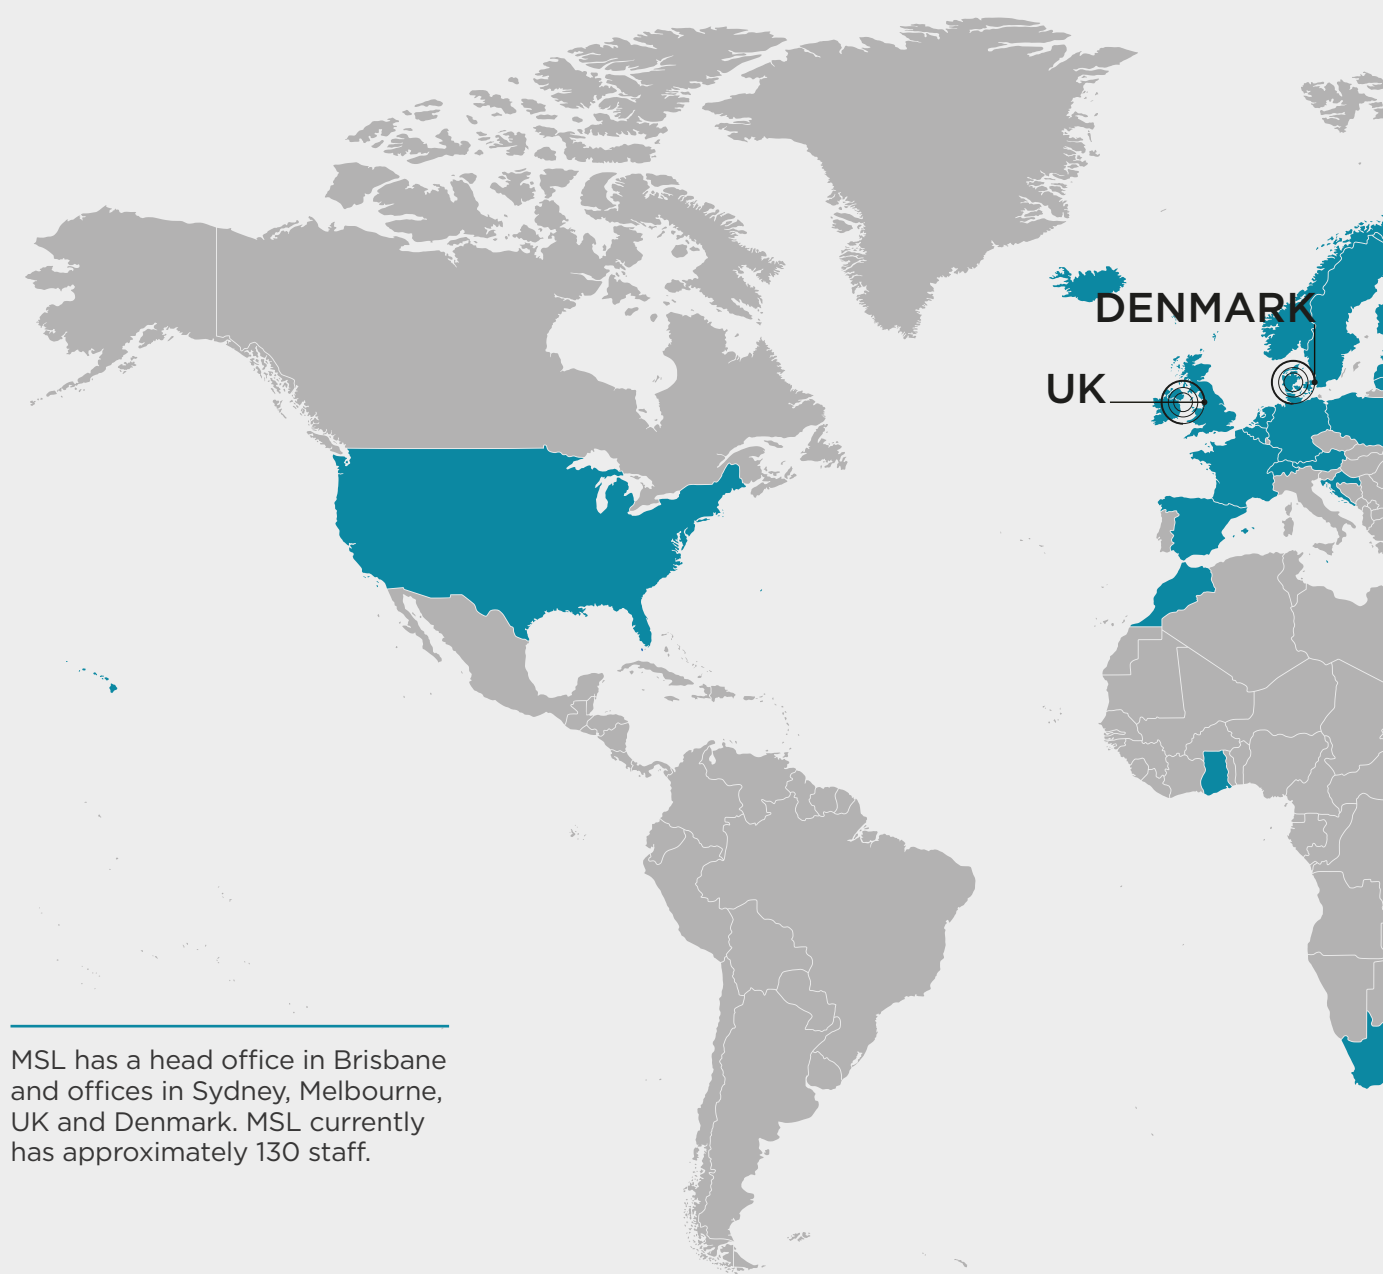 DENMARK
UK
MSL has a head office in Brisbane
and offices in Sydney, Melbourne,
UK and Denmark. MSL currently
has approximately 130 staff.